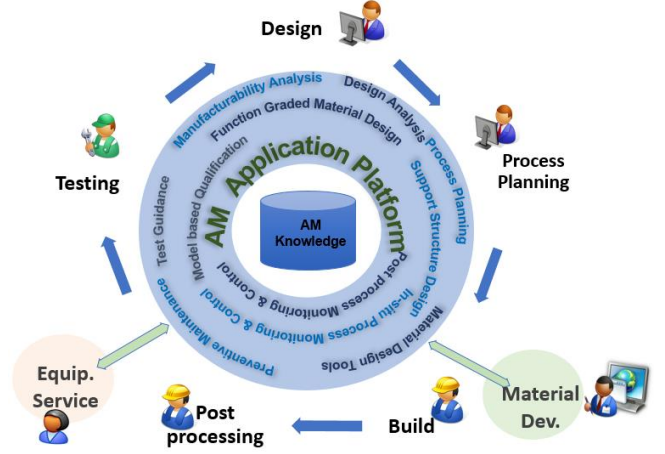 Design
Process
Planning
Build
Post
processing
Testing
Equip.
Service
Material
Dev.
Manufacturability Analysis
Design Analysis
Function Graded Material Design
Process Planning
Support Structure Design
Material Design Tools
In-situ Process Monitoring & Control
Post process Monitoring & Control
Preventive Maintenance
Test Guidance
Model based Qualification
AM Application Platform
AM
Knowledge